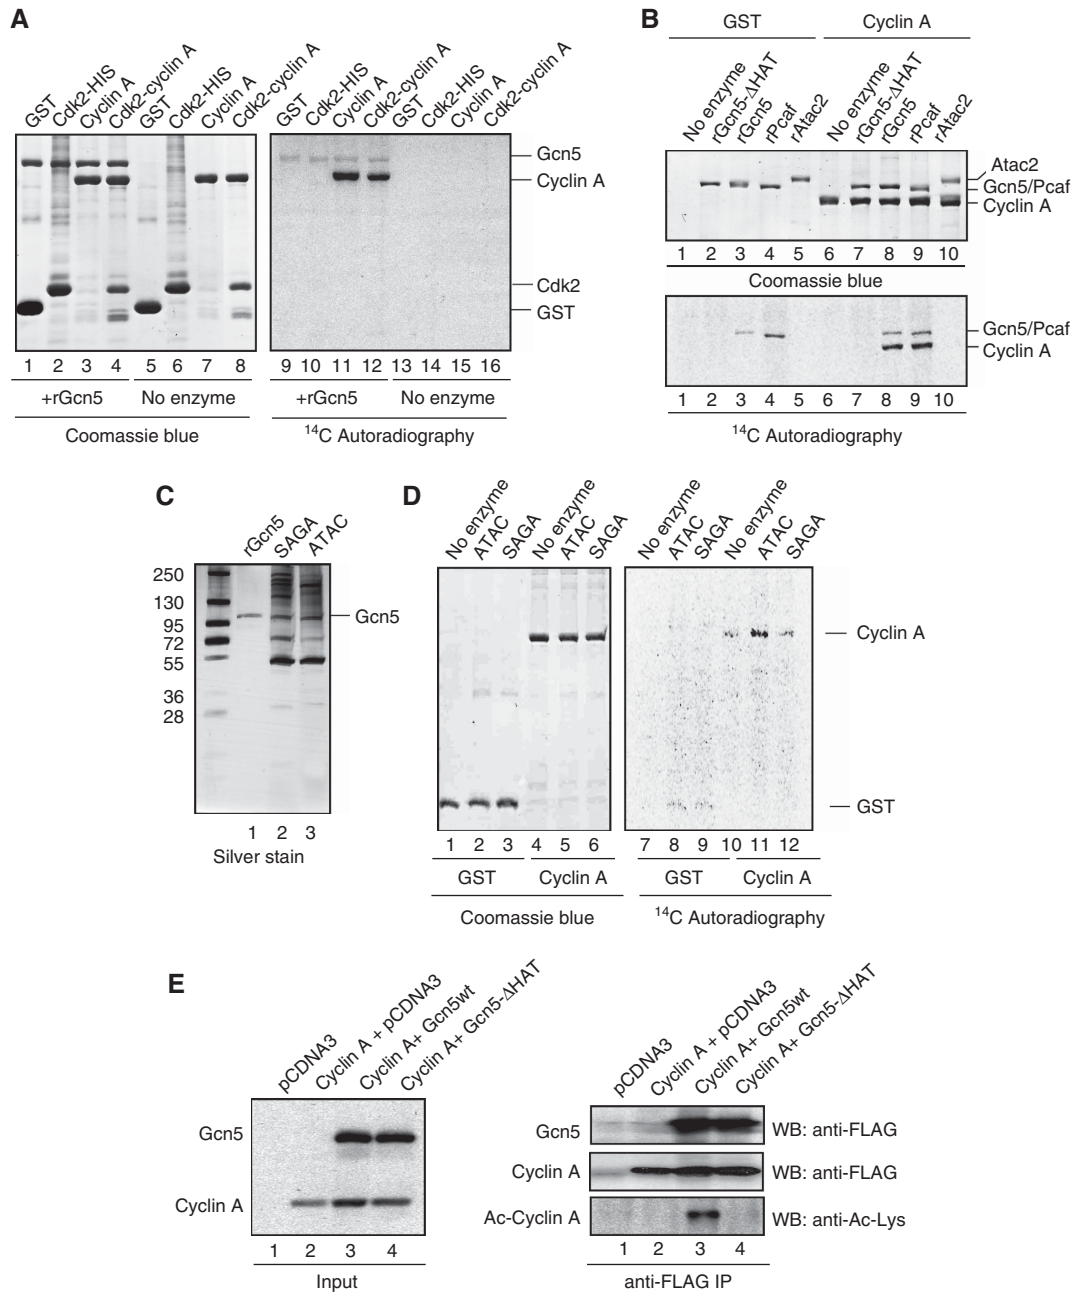 A
GST
Cdk2-HIS
Cyclin A
Cdk2-cyclin A
GST
Cdk2-HIS
Cyclin A
Cdk2-cyclin A
GST
Cdk2-HIS
Cyclin A
Cdk2-cyclin A
GST
Cdk2-HIS
Cyclin A
Cdk2-cyclin A
Gcn5
Cyclin A
Cdk2
GST
1 2 3 4 5 6 7 8 9 10 11 12 13 14 15 16
+rGcn5 No enzyme +rGcn5 No enzyme
Coomassie blue 14C Autoradiography
B
GST Cyclin A
No enzyme
rGcn5-ΔHAT
rGcn5
rPcaf
rAtac2
No enzyme
rGcn5-ΔHAT
rGcn5
rPcaf
rAtac2
Atac2
Gcn5/Pcaf
Cyclin A
1 2 3 4 5 6 7 8 9 10
Coomassie blue
Gcn5/Pcaf
Cyclin A
1 2 3 4 5 6 7 8 9 10
14C Autoradiography
C
rGcn5
SAGA
ATAC
250
130
95
72
55
36
28
Gcn5
1 2 3
Silver stain
D
No enzyme
ATAC
SAGA
No enzyme
ATAC
SAGA
No enzyme
ATAC
SAGA
No enzyme
ATAC
SAGA
Cyclin A
GST
1 2 3 4 5 6 7 8 9 10 11 12
GST Cyclin A GST Cyclin A
Coomassie blue 14C Autoradiography
E
pCDNA3
Cyclin A + pCDNA3
Cyclin A+ Gcn5wt
Cyclin A+ Gcn5-ΔHAT
Gcn5
Cyclin A
1 2 3 4
Input
pCDNA3
Cyclin A + pCDNA3
Cyclin A+ Gcn5wt
Cyclin A+ Gcn5-ΔHAT
Gcn5 WB: anti-FLAG
Cyclin A WB: anti-FLAG
Ac-Cyclin A WB: anti-Ac-Lys
1 2 3 4
anti-FLAG IP